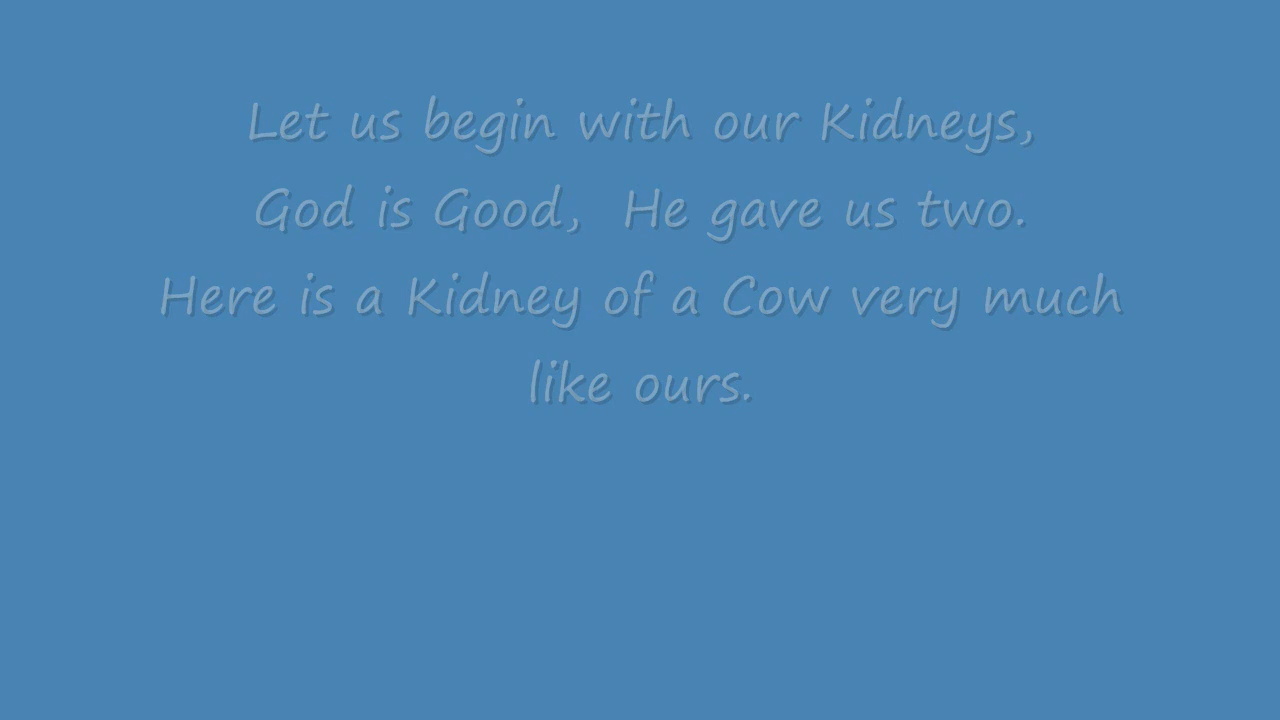 Let us begin with our Kidneys,
God is Good,  He gave us two.
Here is a Kidney of a Cow very much
like ours.